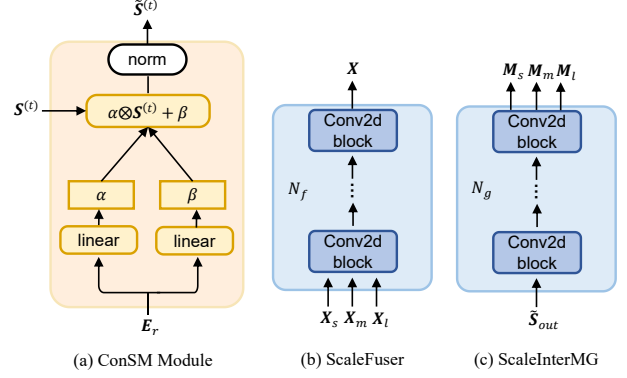 S̃^(t)
norm
S^(t)
α⊗S^(t) + β
α
β
linear
linear
E_r
(a) ConSM Module
X
Conv2d
block
N_f
⋮
Conv2d
block
X_s X_m X_l
(b) ScaleFuser
M_s M_m M_l
Conv2d
block
N_g
⋮
Conv2d
block
S̃_out
(c) ScaleInterMG